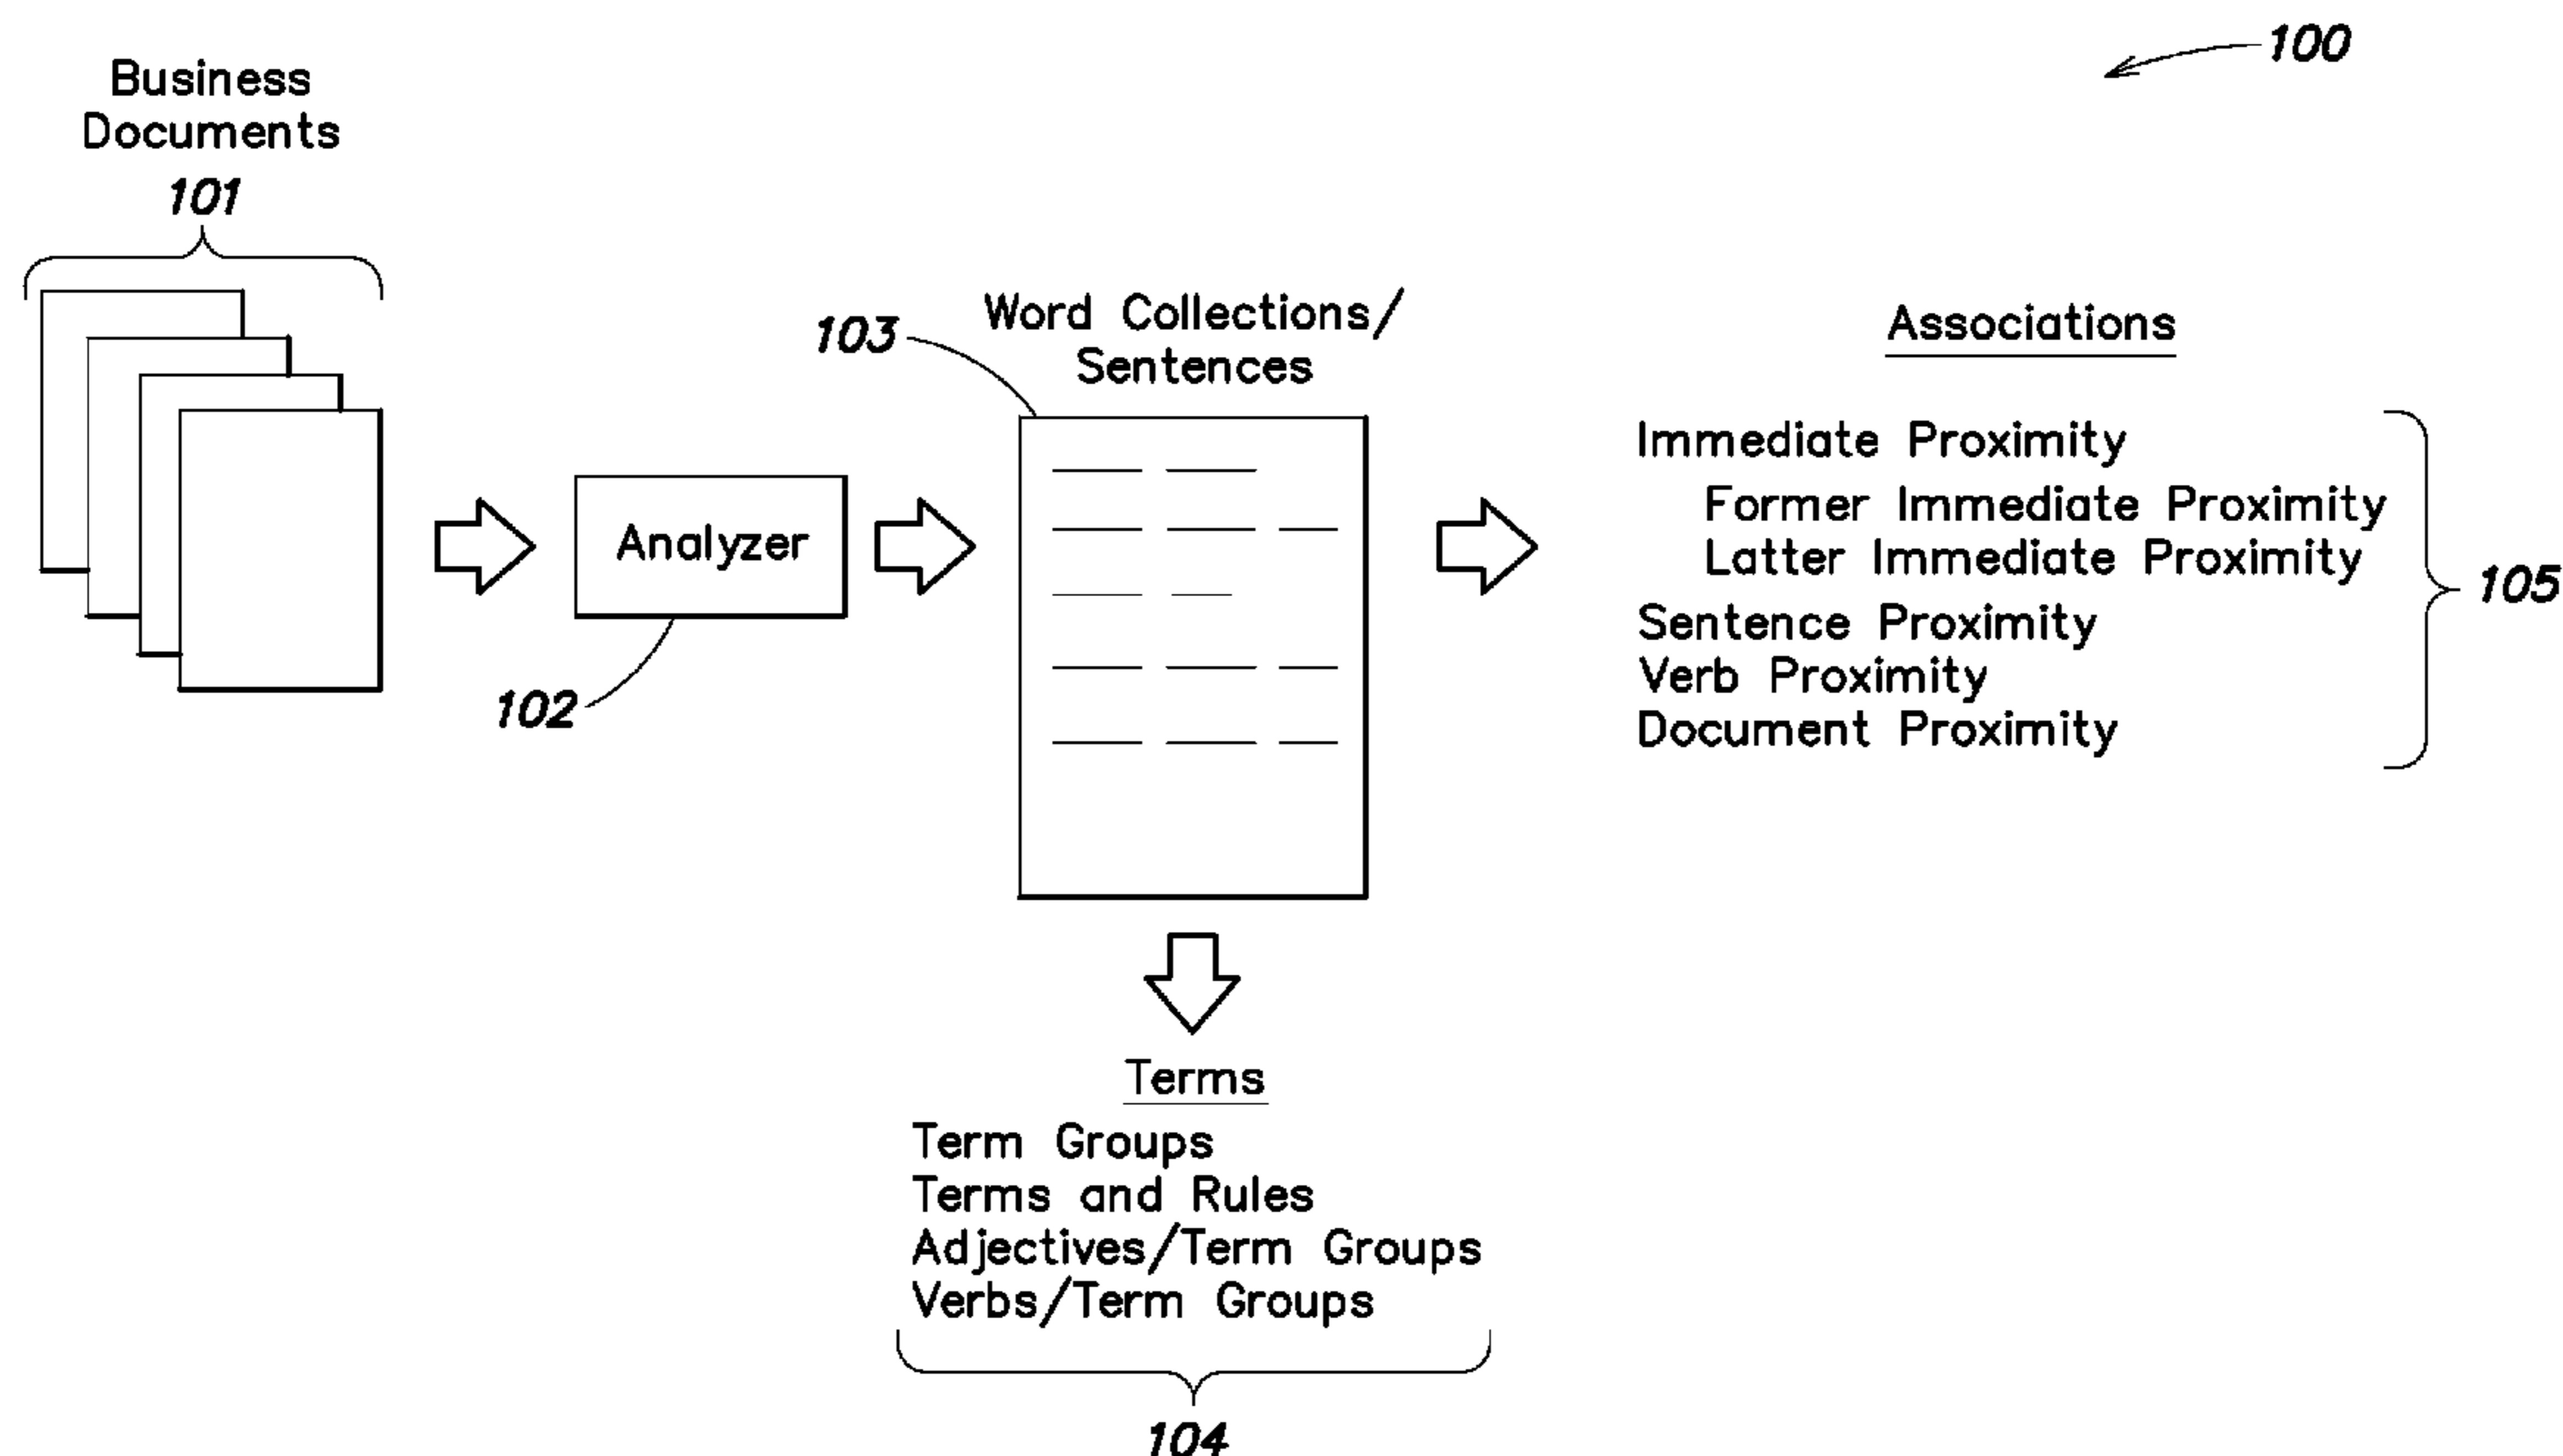 100
Business
Documents
101
103
Word Collections/
Sentences
Analyzer
102
Associations
Immediate Proximity
Former Immediate Proximity
Latter Immediate Proximity
Sentence Proximity
Verb Proximity
Document Proximity
105
Terms
Term Groups
Terms and Rules
Adjectives/Term Groups
Verbs/Term Groups
104